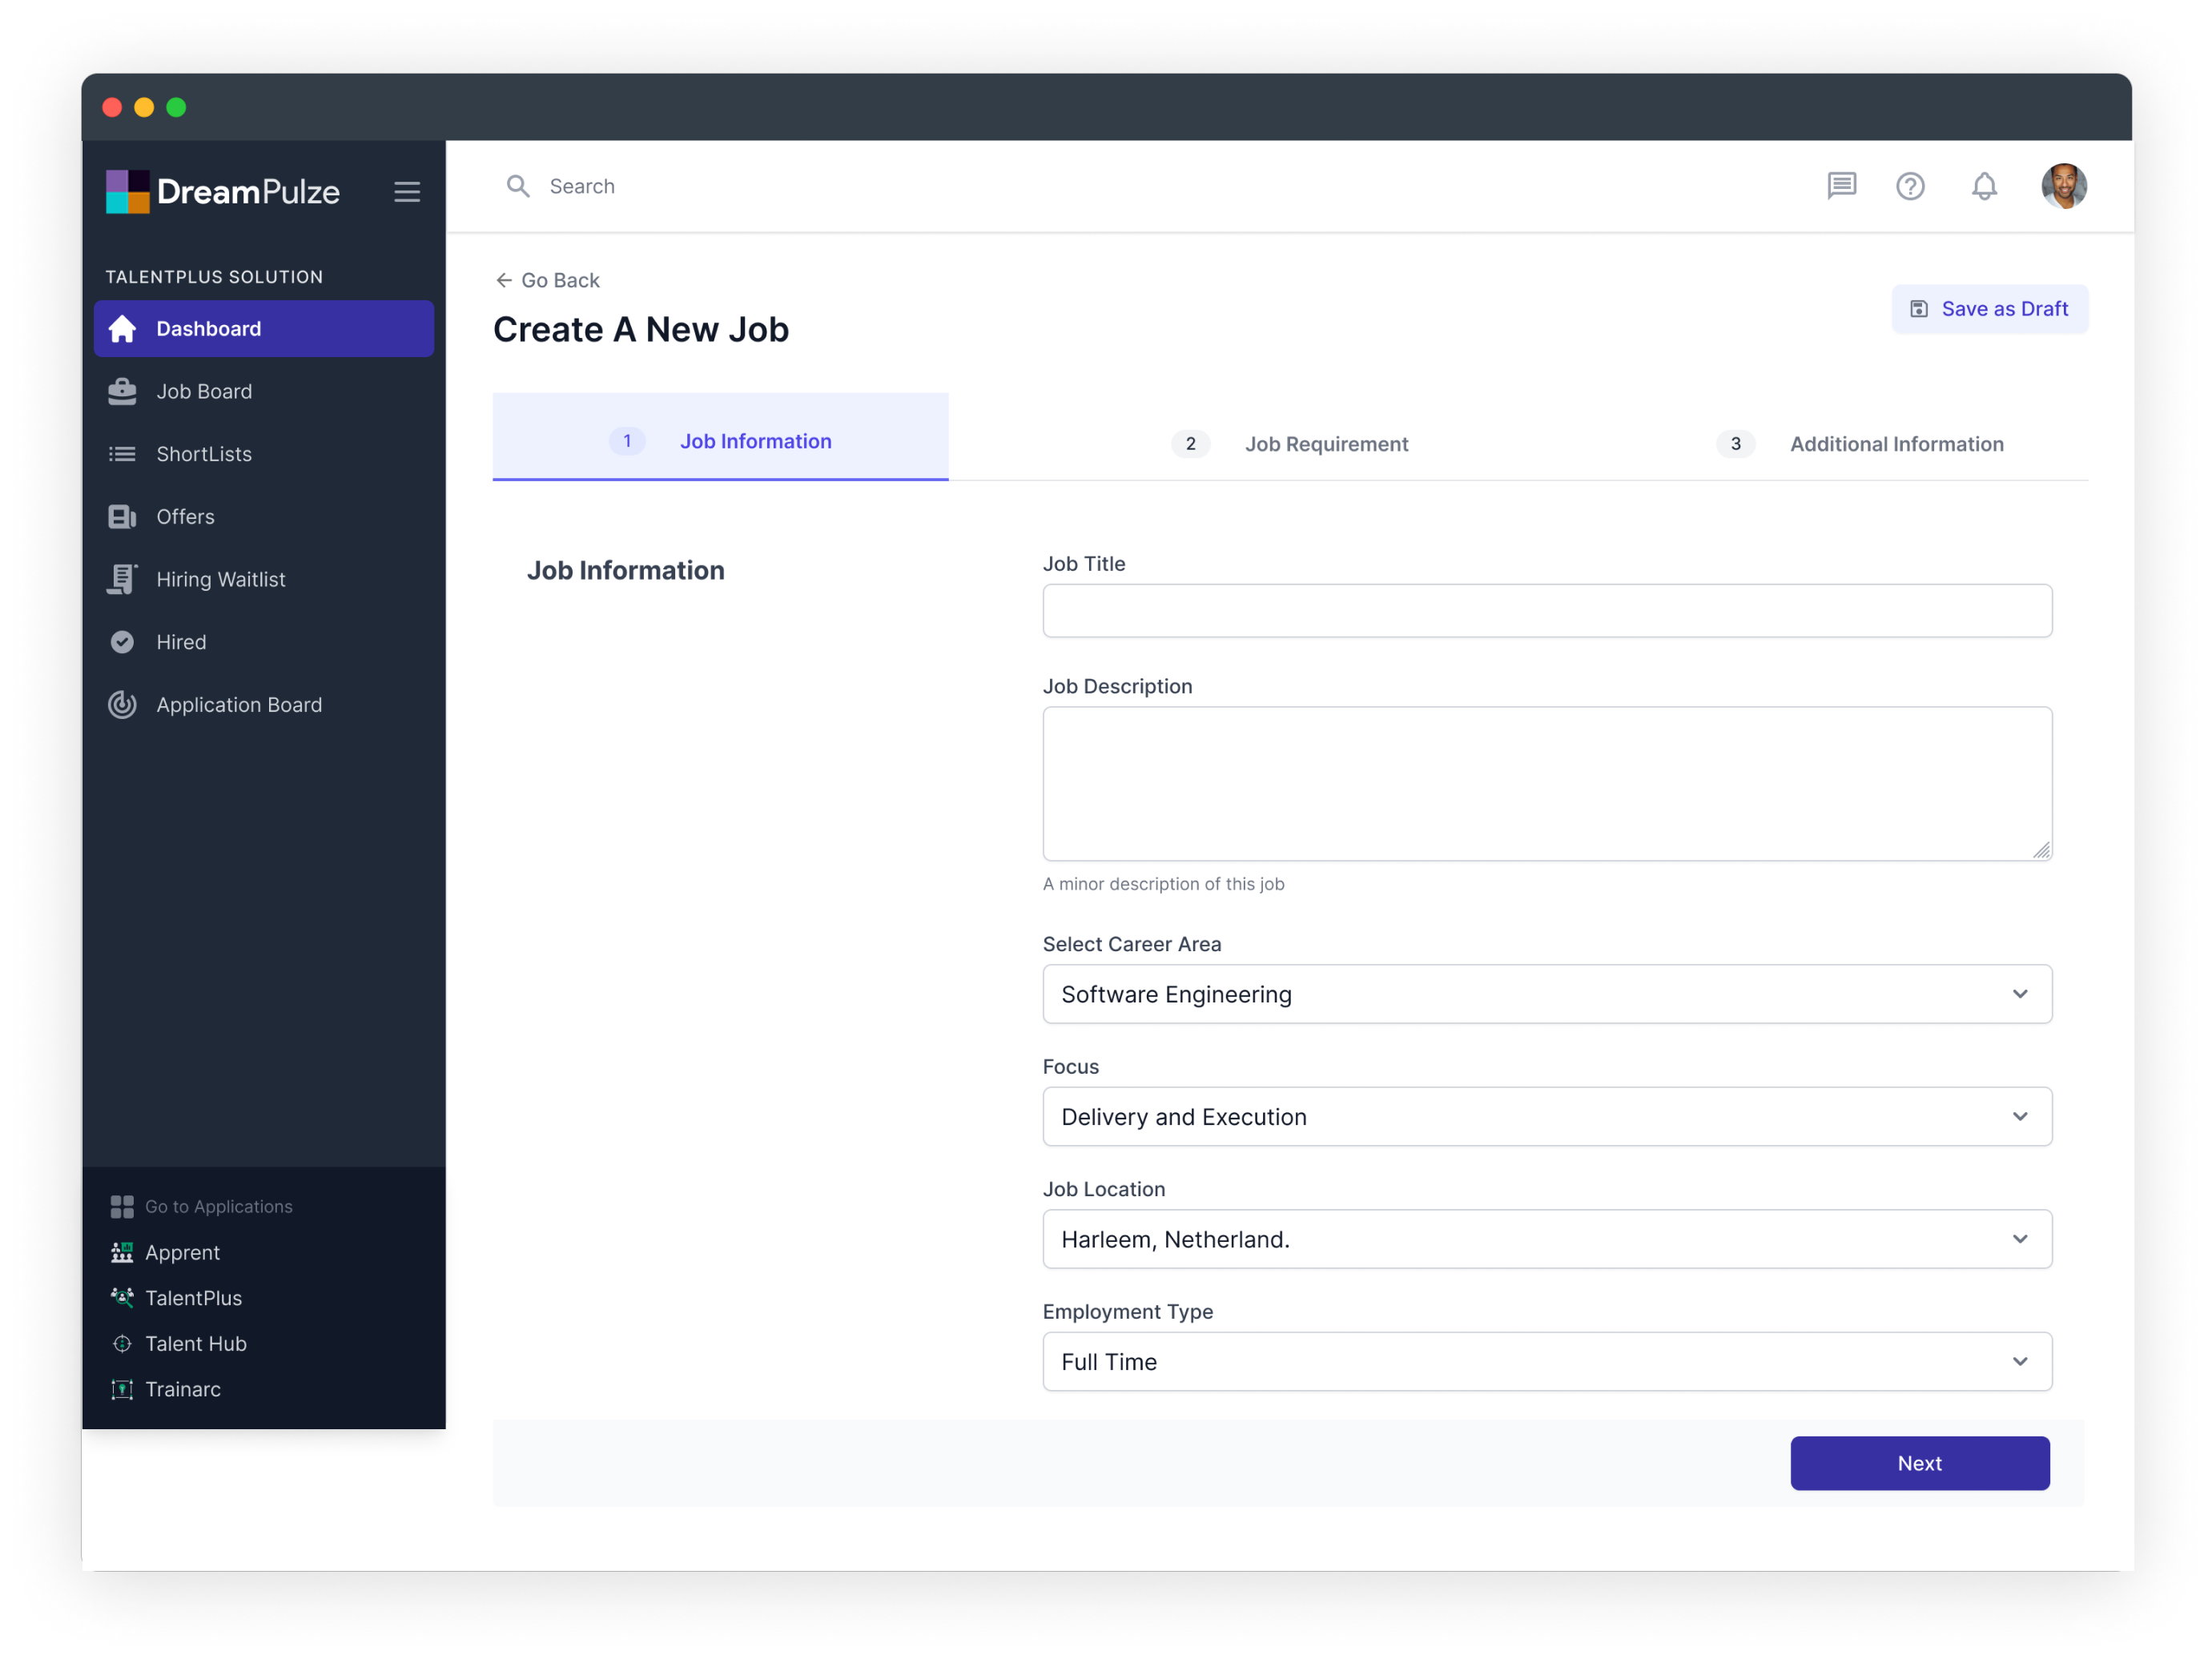 DreamPulze
Search
TALENTPLUS SOLUTION
Dashboard
Job Board
ShortLists
Offers
Hiring Waitlist
Hired
Application Board
Go to Applications
Apprent
TalentPlus
Talent Hub
Trainarc
Go Back
Create A New Job
Save as Draft
1 Job Information
2 Job Requirement
3 Additional Information
Job Information
Job Title
Job Description
A minor description of this job
Select Career Area
Software Engineering
Focus
Delivery and Execution
Job Location
Harleem, Netherland.
Employment Type
Full Time
Next